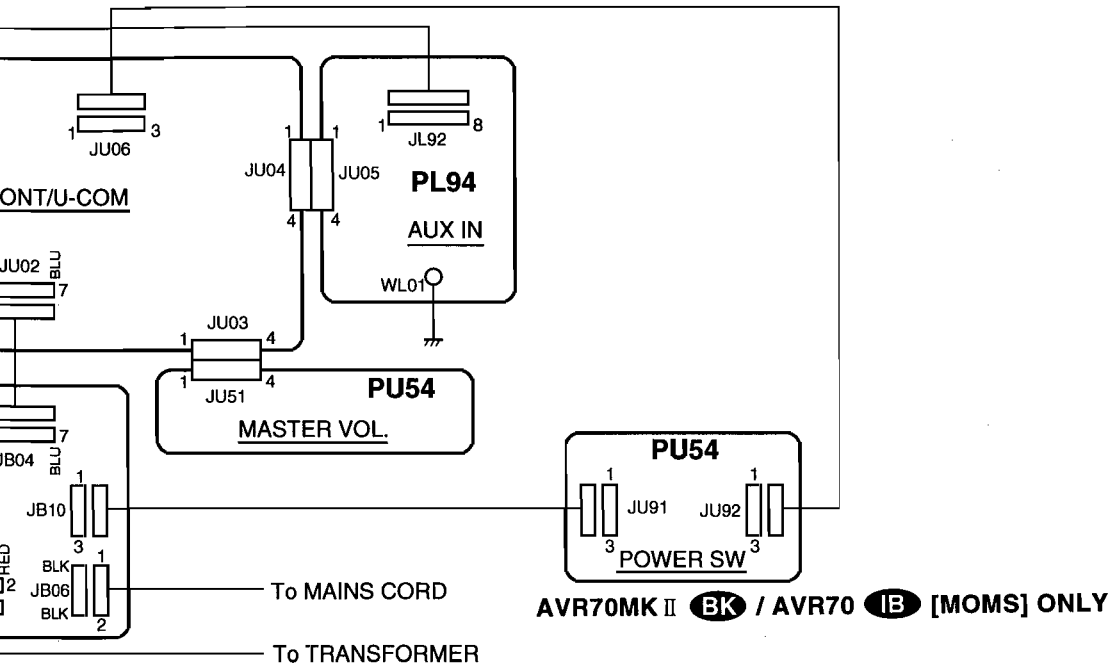 1 3
JU06
1 8
JL92
1 1
JU04 JU05
4 4
PL94
AUX IN
ONT/U-COM
JU02 BLU
7
WL01
JU03
1 4
1 4
JU51
PU54
MASTER VOL.
7
JB04 BLU
1
JB10
3
PU54
1 1
JU91 JU92
3 3
POWER SW
RED
2
BLK 1
JB06
BLK 2
To MAINS CORD
AVR70MK II BK / AVR70 IB [MOMS] ONLY
To TRANSFORMER